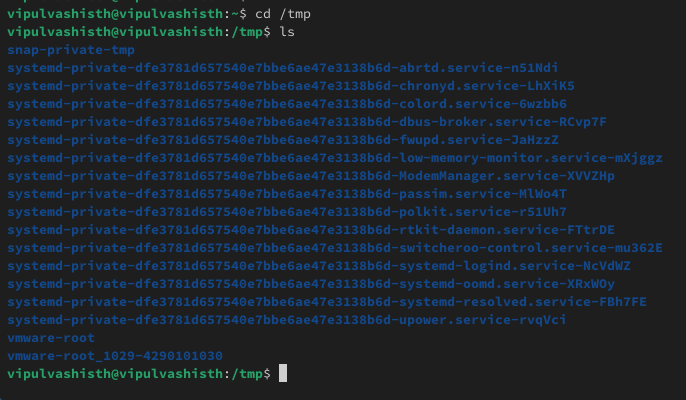 vipulvashisth@vipulvashisth:~$ cd /tmp
vipulvashisth@vipulvashisth:/tmp$ ls
snap-private-tmp
systemd-private-dfe3781d657540e7bbe6ae47e3138b6d-abrtd.service-n51Ndi
systemd-private-dfe3781d657540e7bbe6ae47e3138b6d-chronyd.service-LhXiK5
systemd-private-dfe3781d657540e7bbe6ae47e3138b6d-colord.service-6wzbb6
systemd-private-dfe3781d657540e7bbe6ae47e3138b6d-dbus-broker.service-RCvp7F
systemd-private-dfe3781d657540e7bbe6ae47e3138b6d-fwupd.service-JaHzzZ
systemd-private-dfe3781d657540e7bbe6ae47e3138b6d-low-memory-monitor.service-mXjggz
systemd-private-dfe3781d657540e7bbe6ae47e3138b6d-ModemManager.service-XVVZHp
systemd-private-dfe3781d657540e7bbe6ae47e3138b6d-passim.service-MlWo4T
systemd-private-dfe3781d657540e7bbe6ae47e3138b6d-polkit.service-r51Uh7
systemd-private-dfe3781d657540e7bbe6ae47e3138b6d-rtkit-daemon.service-FTtrDE
systemd-private-dfe3781d657540e7bbe6ae47e3138b6d-switcheroo-control.service-mu362E
systemd-private-dfe3781d657540e7bbe6ae47e3138b6d-systemd-logind.service-NcVdWZ
systemd-private-dfe3781d657540e7bbe6ae47e3138b6d-systemd-oomd.service-XRxWOy
systemd-private-dfe3781d657540e7bbe6ae47e3138b6d-systemd-resolved.service-FBh7FE
systemd-private-dfe3781d657540e7bbe6ae47e3138b6d-upower.service-rvqVci
vmware-root
vmware-root_1029-4290101030
vipulvashisth@vipulvashisth:/tmp$